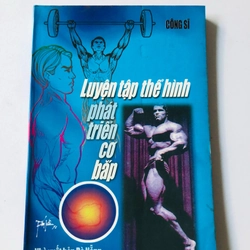 CÔNG SĨ
Luyện tập thể hình
phát
triển
cơ
bắp